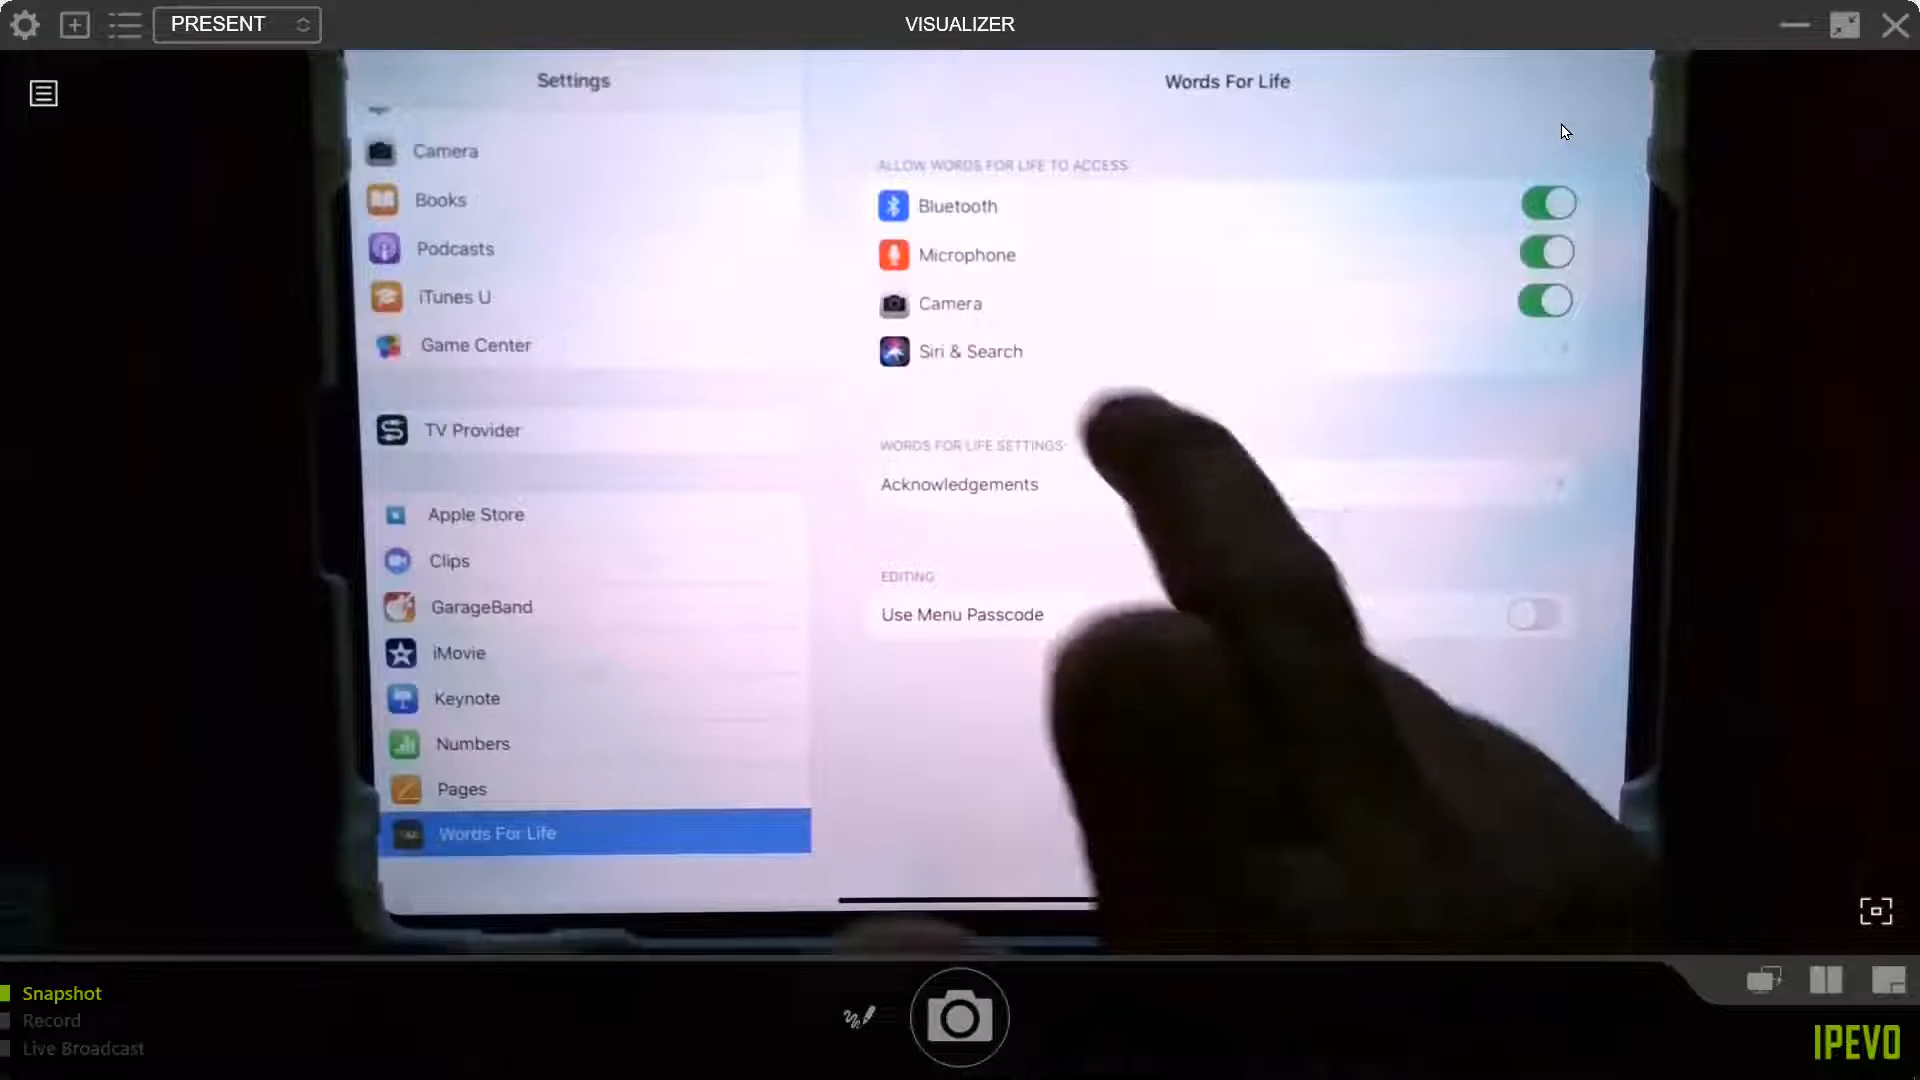 PRESENT
VISUALIZER
Settings
Words For Life
Camera
Books
Podcasts
iTunes U
Game Center
TV Provider
Apple Store
Clips
GarageBand
iMovie
Keynote
Numbers
Pages
Words For Life
ALLOW WORDS FOR LIFE TO ACCESS
Bluetooth
Microphone
Camera
Siri & Search
WORDS FOR LIFE SETTINGS
Acknowledgements
EDITING
Use Menu Passcode
Snapshot
Record
Live Broadcast
IPEVO